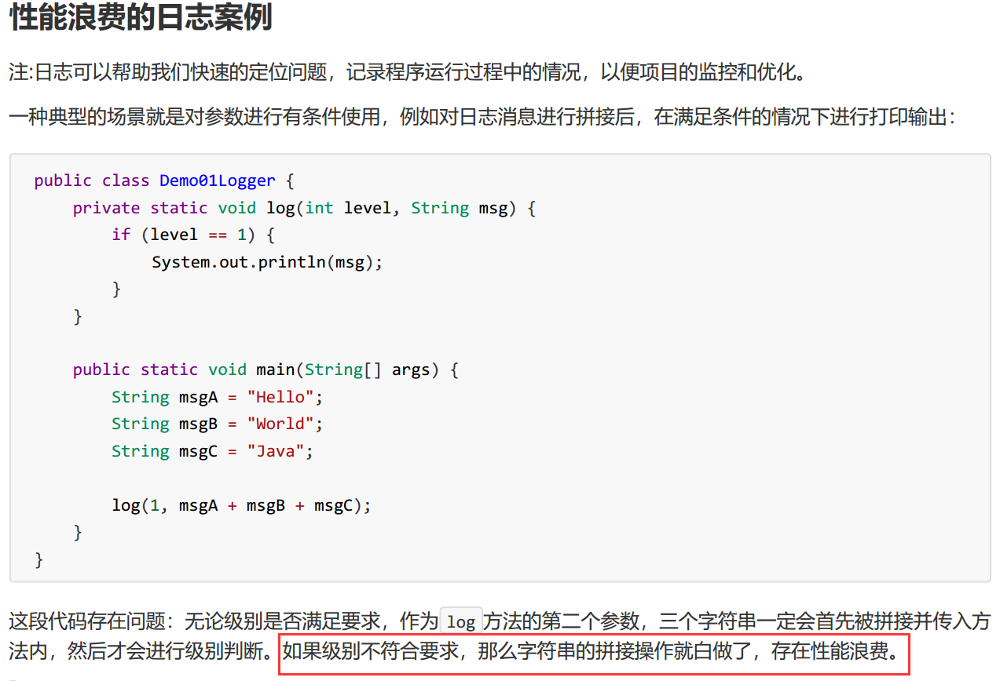 性能浪费的日志案例
注:日志可以帮助我们快速的定位问题，记录程序运行过程中的情况，以便项目的监控和优化。
一种典型的场景就是对参数进行有条件使用，例如对日志消息进行拼接后，在满足条件的情况下进行打印输出：
public class Demo01Logger {
    private static void log(int level, String msg) {
        if (level == 1) {
            System.out.println(msg);
        }
    }

    public static void main(String[] args) {
        String msgA = "Hello";
        String msgB = "World";
        String msgC = "Java";

        log(1, msgA + msgB + msgC);
    }
}
这段代码存在问题：无论级别是否满足要求，作为 log 方法的第二个参数，三个字符串一定会首先被拼接并传入方
法内，然后才会进行级别判断。如果级别不符合要求，那么字符串的拼接操作就白做了，存在性能浪费。